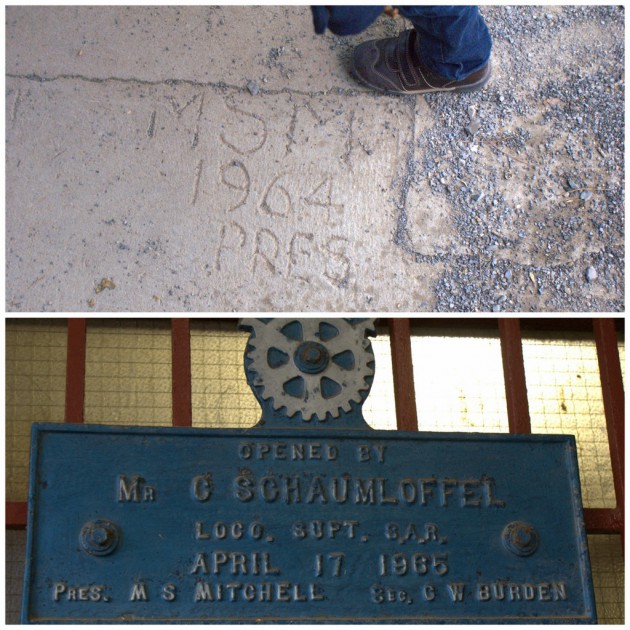 MSM
1964
PRES
OPENED BY
MR G SCHAUMLOFFEL
LOCO. SUPT. S.A.R.
APRIL 17 1965
PRES. M S MITCHELL SEC. G W BURDEN